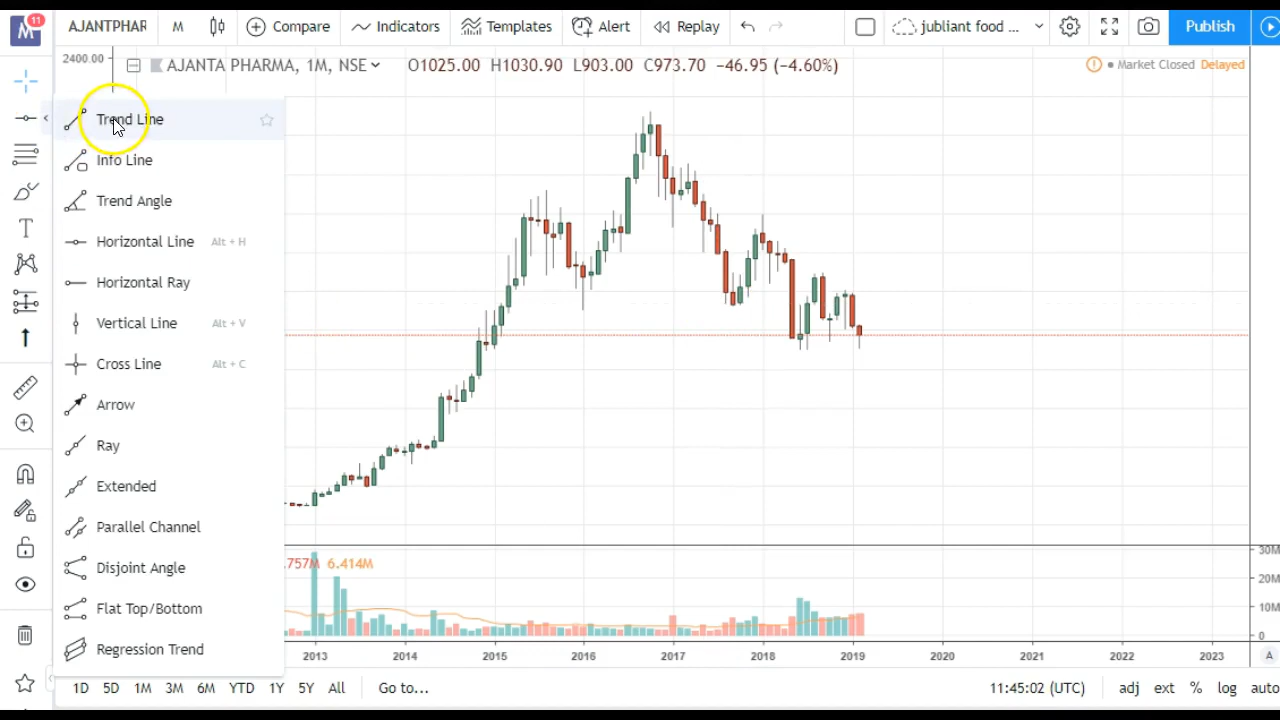 M 11 AJANTPHAR M Compare Indicators Templates Alert Replay jubliant food ... Publish
2400.00 AJANTA PHARMA, 1M, NSE O1025.00 H1030.90 L903.00 C973.70 −46.95 (−4.60%) Market Closed Delayed
Trend Line
Info Line
Trend Angle
T
Horizontal Line Alt + H
Horizontal Ray
Vertical Line Alt + V
Cross Line Alt + C
Arrow
Ray
Extended
Parallel Channel
30M
.757M 6.414M
Disjoint Angle
20M
Flat Top/Bottom
10M
0
Regression Trend
2013 2014 2015 2016 2017 2018 2019 2020 2021 2022 2023 A
1D 5D 1M 3M 6M YTD 1Y 5Y All Go to... 11:45:02 (UTC) adj ext % log auto